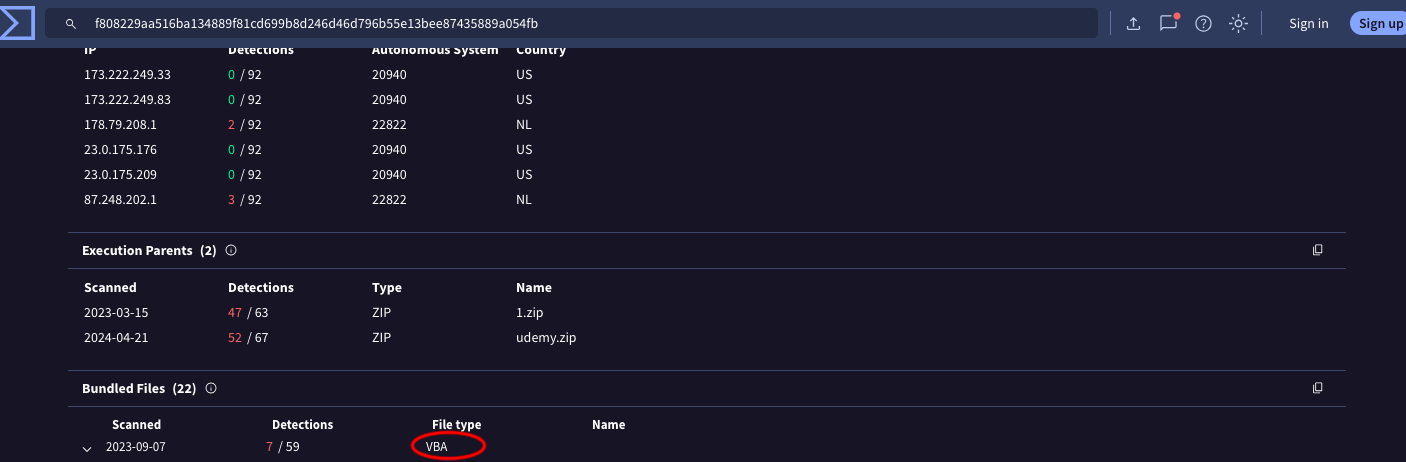 f808229aa516ba134889f81cd699b8d246d46d796b55e13bee87435889a054fb Sign in Sign up
IP Detections Autonomous System Country
173.222.249.33 0 / 92 20940 US
173.222.249.83 0 / 92 20940 US
178.79.208.1 2 / 92 22822 NL
23.0.175.176 0 / 92 20940 US
23.0.175.209 0 / 92 20940 US
87.248.202.1 3 / 92 22822 NL
Execution Parents (2)
Scanned Detections Type Name
2023-03-15 47 / 63 ZIP 1.zip
2024-04-21 52 / 67 ZIP udemy.zip
Bundled Files (22)
Scanned Detections File type Name
2023-09-07 7 / 59 VBA